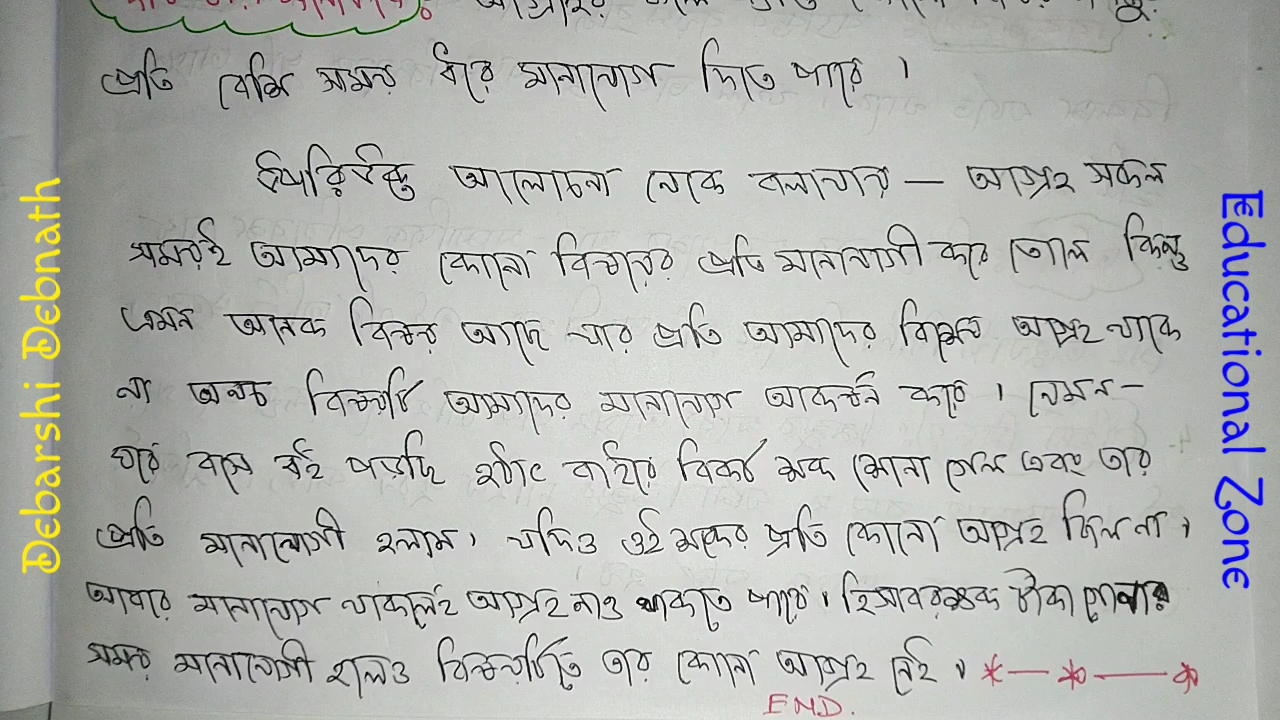 প্রতি বেশি সময় ধরে মনোযোগ দিতে পারে ।
উপরিউক্ত আলোচনা থেকে বলাযায় — আগ্রহ সকল
সময়ই আমাদের কোনো বিষয়ের প্রতি মনোযোগী করে তোলে কিন্তু
এমন অনেক বিষয় আছে যার প্রতি আমাদের বিশেষ আগ্রহ থাকে
না অথচ বিষয়টি আমাদের মনোযোগ আকর্ষন করে । যেমন-
ঘরে বসে বই পড়ছি হঠাৎ বাইরে বিকট শব্দ শোনা গেল এবং তার
প্রতি মনোযোগী হলাম, যদিও ওই শব্দের প্রতি কোনো আগ্রহ ছিল না ।
আবার মনোযোগ থাকলেই আগ্রহ নাও থাকতে পারে । হিসাবরক্ষক টাকা গোনার
সময় মনোযোগী হলেও বিষয়টিতে তার কোনো আগ্রহ নেই ।
END.
Debarshi Debnath
Educational Zone